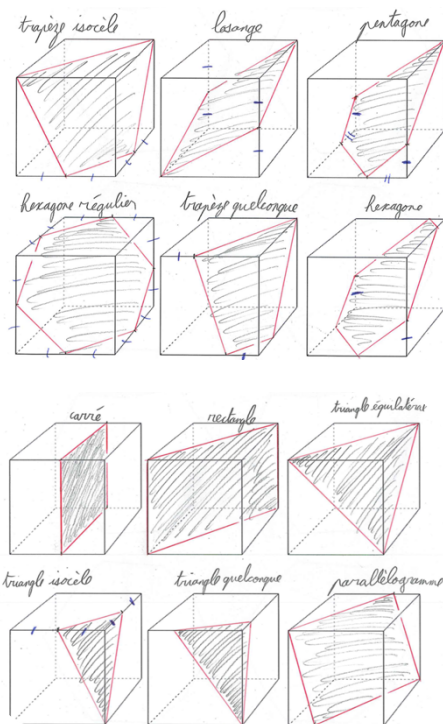 trapèze isocèle
losange
pentagone
hexagone régulier
trapèze quelconque
hexagone
carré
rectangle
triangle équilatéral
triangle isocèle
triangle quelconque
parallélogramme